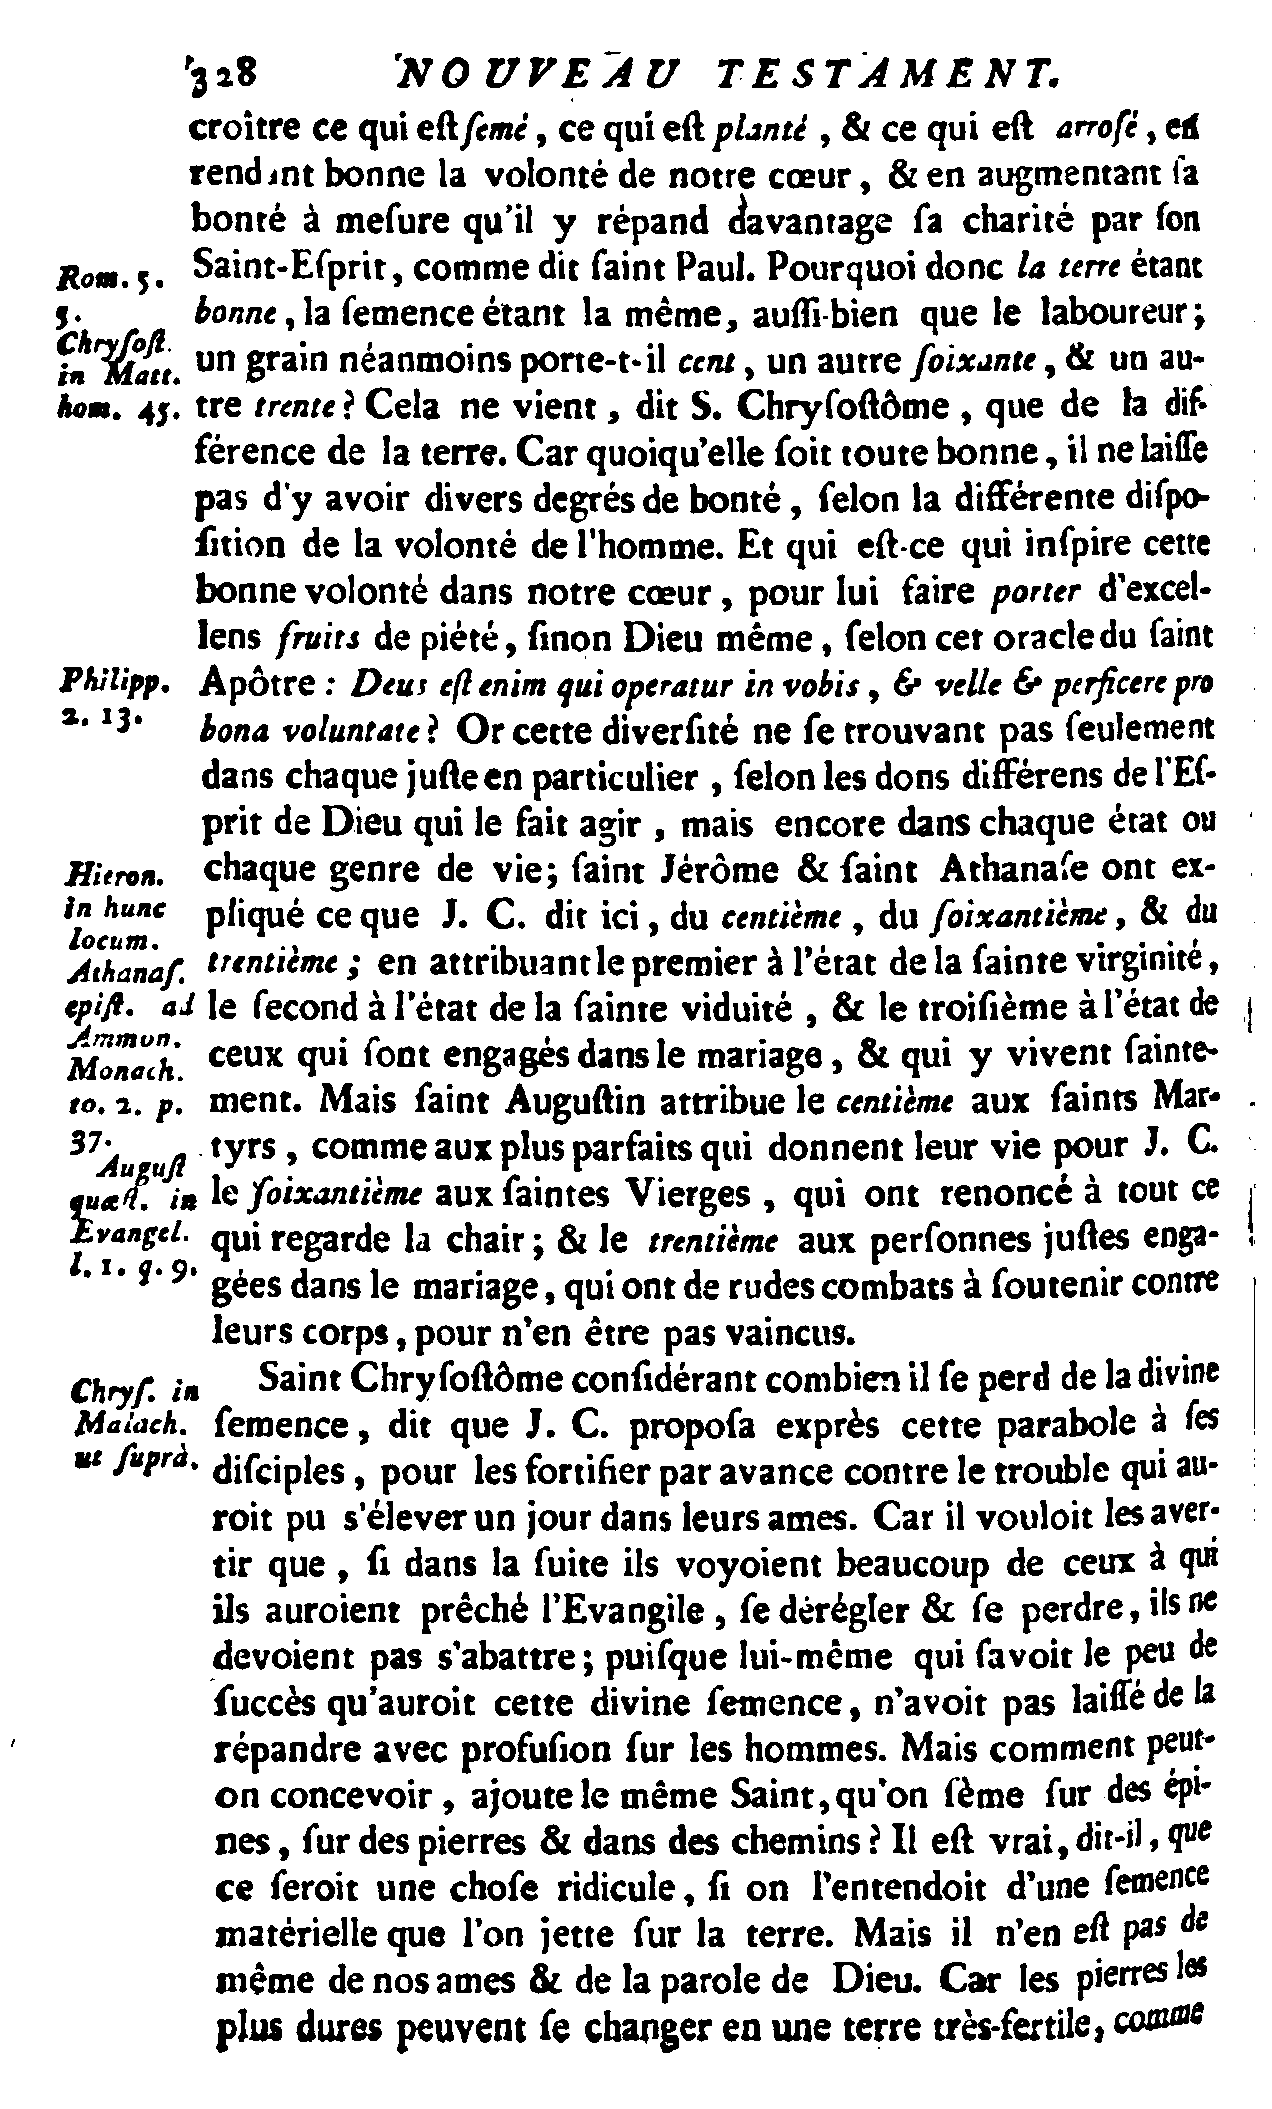 328 NOUVEAU TESTAMENT.
croître ce qui eſt ſemé, ce qui eſt planté, & ce qui eſt arroſé, en
rendant bonne la volonté de notre cœur, & en augmentant ſa
bonté à meſure qu'il y répand davantage ſa charité par ſon
Saint-Eſprit, comme dit ſaint Paul. Pourquoi donc la terre étant
bonne, la ſemence étant la même, auſſi-bien que le laboureur;
un grain néanmoins porte-t-il cent, un autre ſoixante, & un au-
tre trente? Cela ne vient, dit S. Chryſoſtôme, que de la dif-
férence de la terre. Car quoiqu'elle ſoit toute bonne, il ne laiſſe
pas d'y avoir divers degrés de bonté, ſelon la différente diſpo-
ſition de la volonté de l'homme. Et qui eſt-ce qui inſpire cette
bonne volonté dans notre cœur, pour lui faire porter d'excel-
lens fruits de piété, ſinon Dieu même, ſelon cet oracle du ſaint
Apôtre: Deus eſt enim qui operatur in vobis, & velle & perficere pro
bona voluntate? Or cette diverſité ne ſe trouvant pas ſeulement
dans chaque juſte en particulier, ſelon les dons différens de l'Eſ-
prit de Dieu qui le fait agir, mais encore dans chaque état ou
chaque genre de vie; ſaint Jérôme & ſaint Athanaſe ont ex-
pliqué ce que J. C. dit ici, du centième, du ſoixantième, & du
trentième; en attribuant le premier à l'état de la ſainte virginité,
le ſecond à l'état de la ſainte viduité, & le troiſième à l'état de
ceux qui ſont engagés dans le mariage, & qui y vivent ſainte-
ment. Mais ſaint Auguſtin attribue le centième aux ſaints Mar-
tyrs, comme aux plus parfaits qui donnent leur vie pour J. C.
le ſoixantième aux ſaintes Vierges, qui ont renoncé à tout ce
qui regarde la chair; & le trentième aux perſonnes juſtes enga-
gées dans le mariage, qui ont de rudes combats à ſoutenir contre
leurs corps, pour n'en être pas vaincus.
Saint Chryſoſtôme conſidérant combien il ſe perd de la divine
ſemence, dit que J. C. propoſa exprès cette parabole à ſes
diſciples, pour les fortifier par avance contre le trouble qui au-
roit pu s'élever un jour dans leurs ames. Car il vouloit les aver-
tir que, ſi dans la ſuite ils voyoient beaucoup de ceux à qui
ils auroient prêché l'Evangile, ſe dérégler & ſe perdre, ils ne
devoient pas s'abattre; puiſque lui-même qui ſavoit le peu de
ſuccès qu'auroit cette divine ſemence, n'avoit pas laiſſé de la
répandre avec profuſion ſur les hommes. Mais comment peut-
on concevoir, ajoute le même Saint, qu'on ſème ſur des épi-
nes, ſur des pierres & dans des chemins? Il eſt vrai, dit-il, que
ce ſeroit une choſe ridicule, ſi on l'entendoit d'une ſemence
matérielle que l'on jette ſur la terre. Mais il n'en eſt pas de
même de nos ames & de la parole de Dieu. Car les pierres les
plus dures peuvent ſe changer en une terre très-fertile, comme
Rom. 5.
5.
Chryſoſt.
in Matt.
hom. 45.
Philipp.
2. 13.
Hieron.
in hunc
locum.
Athanaſ.
epiſt. ad
Ammon.
Monach.
to. 2. p.
37.
Auguſt
quæſt. in
Evangel.
l. 1. q. 9.
Chryſ. in
Malach.
ut ſuprà.